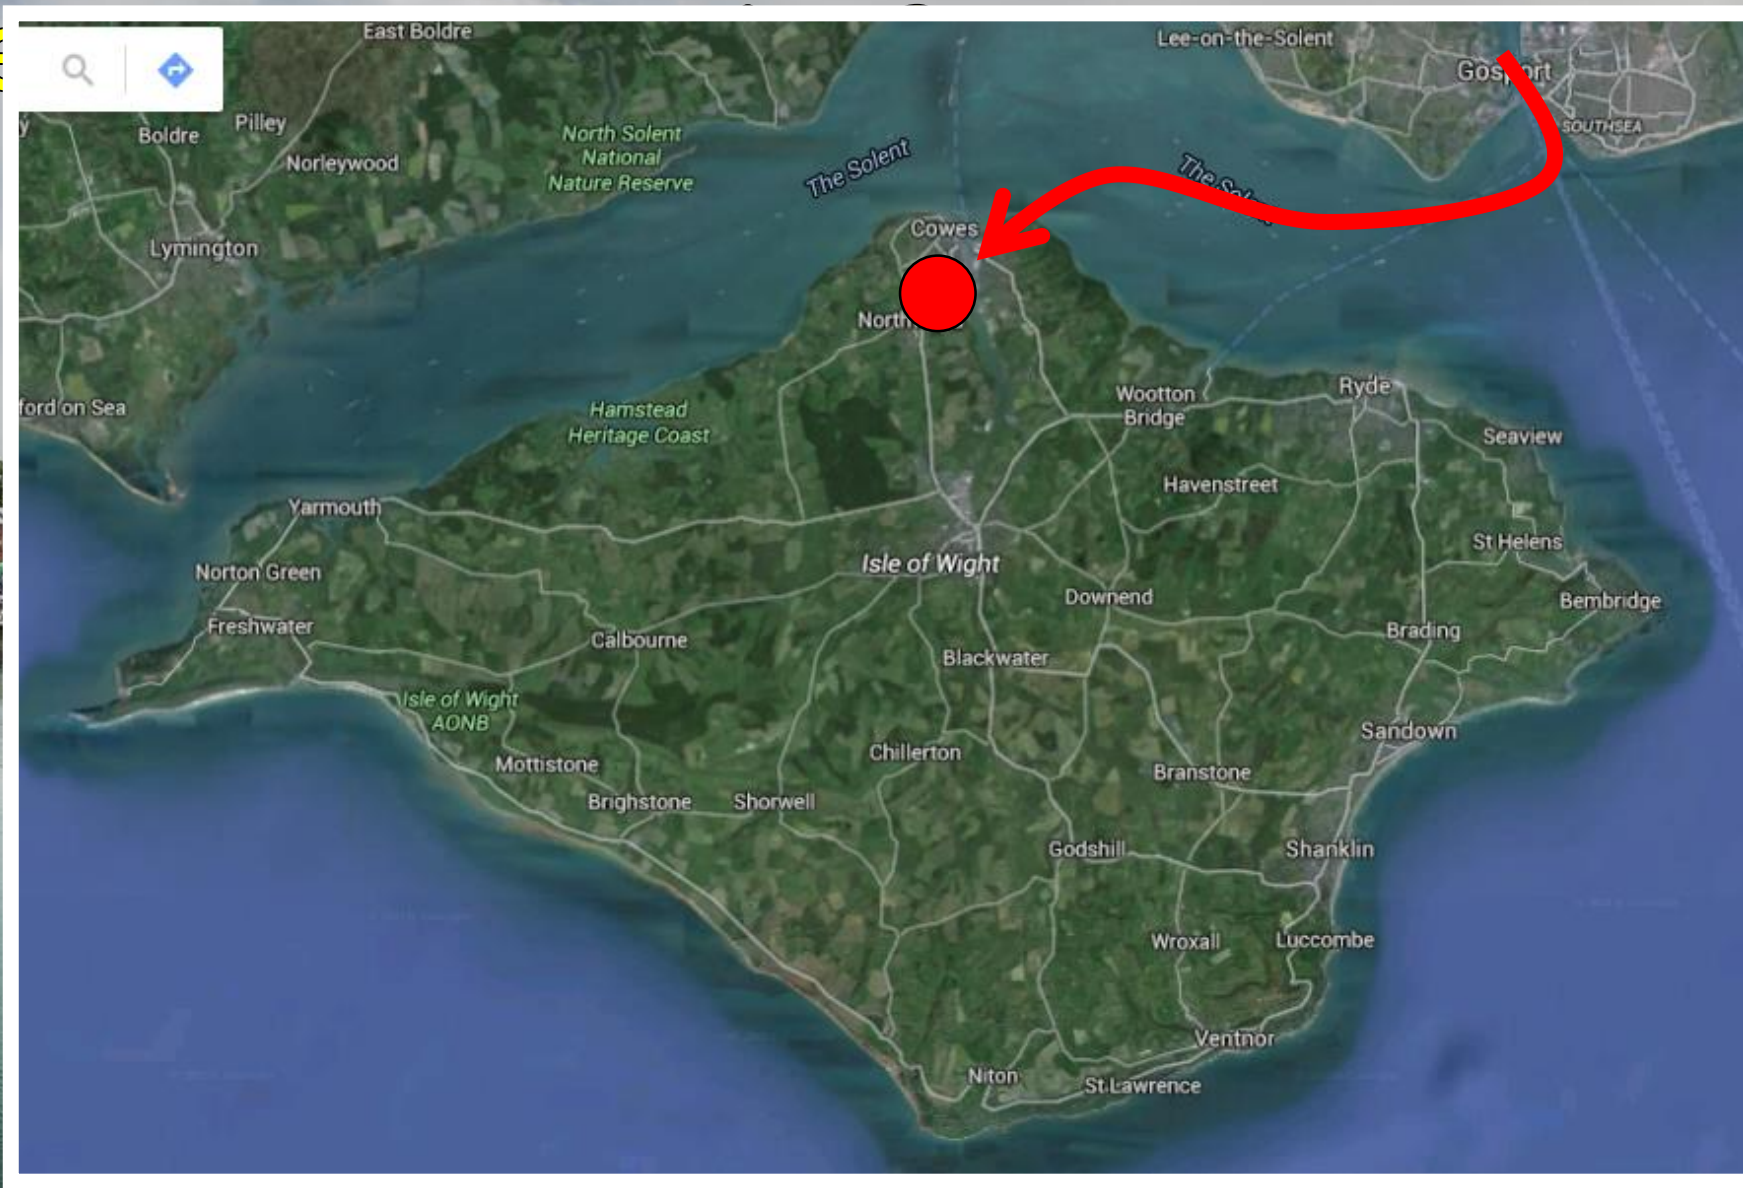 East Boldre
Lee-on-the-Solent
Gosport
Boldre
Pilley
Norleywood
North Solent
National
Nature Reserve
The Solent
The Solent
SOUTHSEA
Lymington
Cowes
North
ford on Sea
Hamstead
Heritage Coast
Wootton
Bridge
Ryde
Seaview
Havenstreet
Yarmouth
St Helens
Isle of Wight
Norton Green
Downend
Bembridge
Freshwater
Calbourne
Brading
Blackwater
Isle of Wight
AONB
Sandown
Chillerton
Mottistone
Branstone
Brighstone
Shorwell
Godshill
Shanklin
Wroxall
Luccombe
Ventnor
Niton
St Lawrence